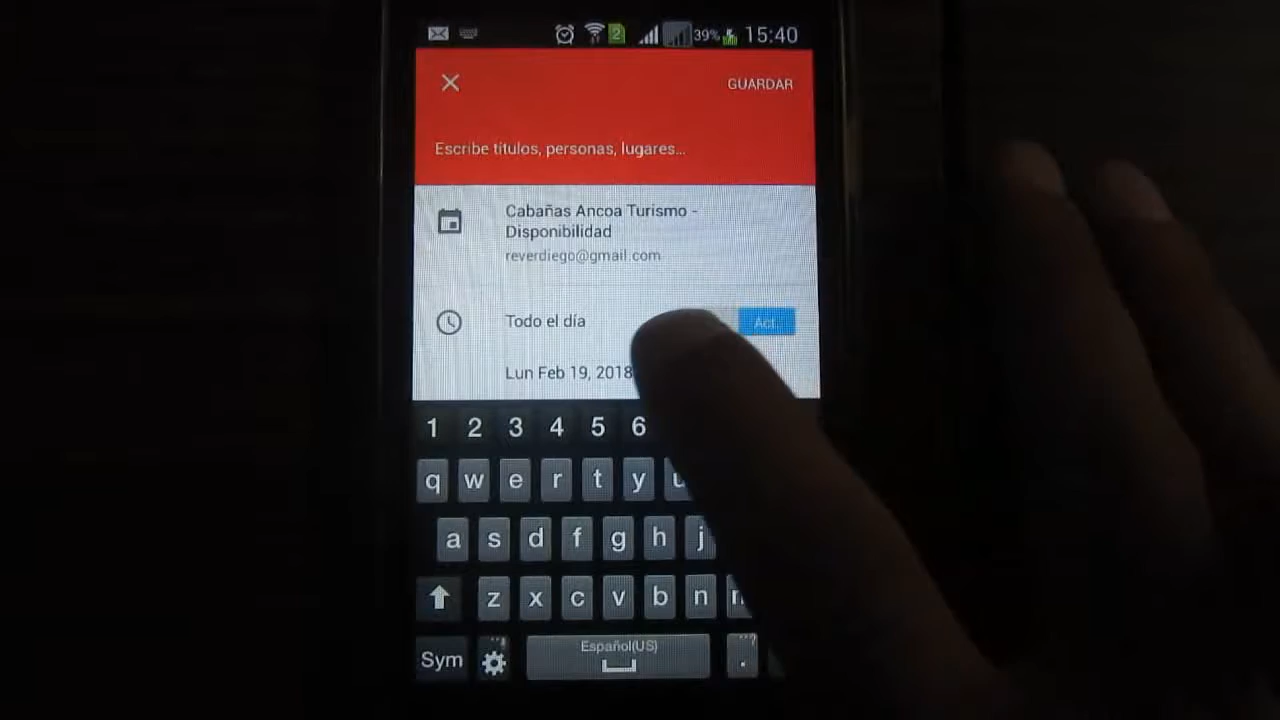 2 39% 15:40
GUARDAR
Escribe títulos, personas, lugares...
Cabañas Ancoa Turismo -
Disponibilidad
reverdiego@gmail.com
Todo el día
Act.
Lun Feb 19, 2018
1 2 3 4 5 6
q w e r t y u
a s d f g h j
z x c v b n
Sym Español(US) .